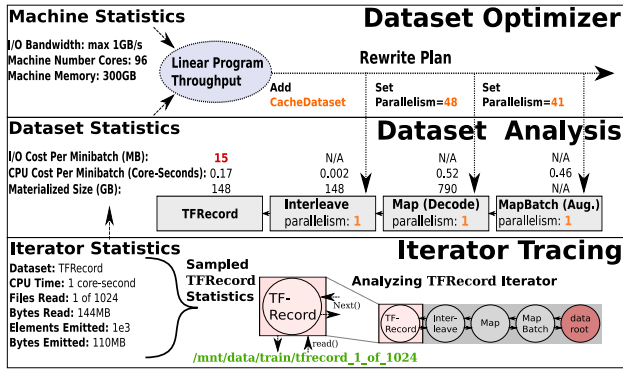 Machine Statistics
Dataset Optimizer
I/O Bandwidth: max 1GB/s
Machine Number Cores: 96
Machine Memory: 300GB
Linear Program
Throughput
Rewrite Plan
Add
CacheDataset
Set
Parallelism=48
Set
Parallelism=41
Dataset Statistics
Dataset Analysis
I/O Cost Per Minibatch (MB): 15 N/A N/A
CPU Cost Per Minibatch (Core-Seconds): 0.17 0.002 0.52 0.46
Materialized Size (GB): 148 148 790 N/A
TFRecord
Interleave
parallelism: 1
Map (Decode)
parallelism: 1
MapBatch (Aug.)
parallelism: 1
Iterator Statistics
Iterator Tracing
Dataset: TFRecord
CPU Time: 1 core-second
Files Read: 1 of 1024
Bytes Read: 144MB
Elements Emitted: 1e3
Bytes Emitted: 110MB
Sampled
TFRecord
Statistics
TF-
Record
Next()
read()
/mnt/data/train/tfrecord_1_of_1024
Analyzing TFRecord Iterator
TF-
Record
Inter-
leave
Map
Map
Batch
data
root